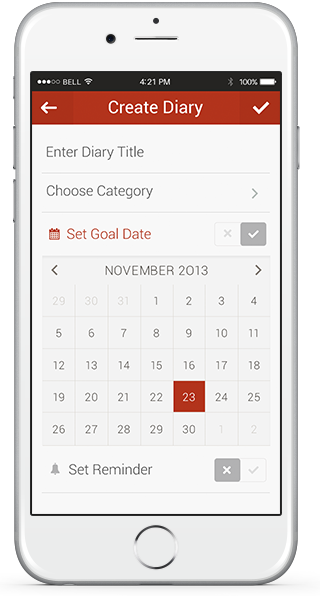 BELL 4:21 PM 100%
Create Diary
Enter Diary Title
Choose Category
Set Goal Date
NOVEMBER 2013
29 30 31 1 2 3 4
5 6 7 8 9 10 11
12 13 14 15 16 17 18
19 20 21 22 23 24 25
26 27 28 29 30 1 2
Set Reminder